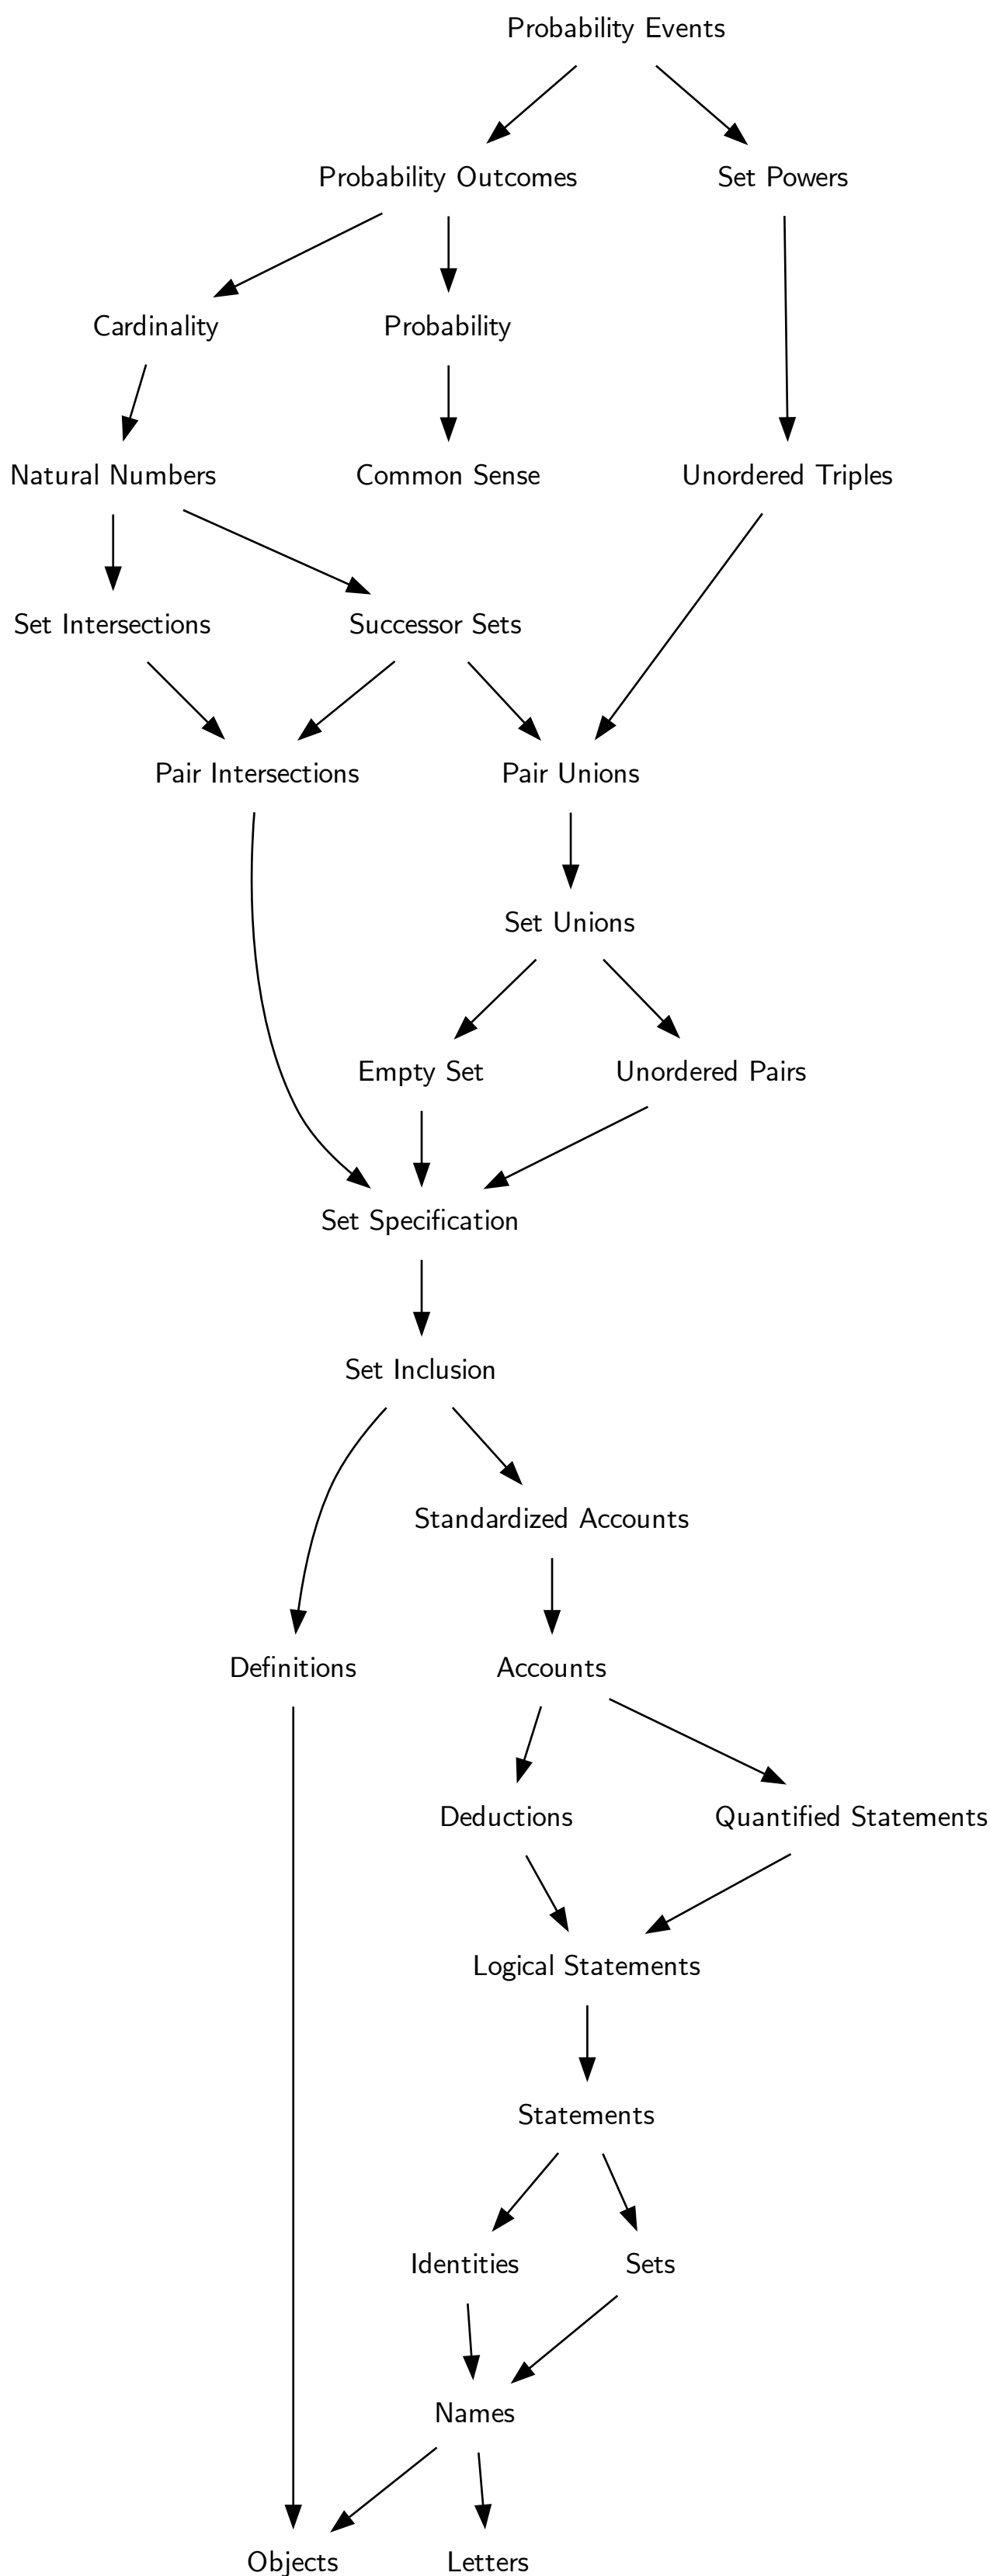 Probability Events
Probability Outcomes
Set Powers
Cardinality
Probability
Natural Numbers
Common Sense
Unordered Triples
Set Intersections
Successor Sets
Pair Intersections
Pair Unions
Set Unions
Empty Set
Unordered Pairs
Set Specification
Set Inclusion
Standardized Accounts
Definitions
Accounts
Deductions
Quantified Statements
Logical Statements
Statements
Identities
Sets
Names
Objects
Letters